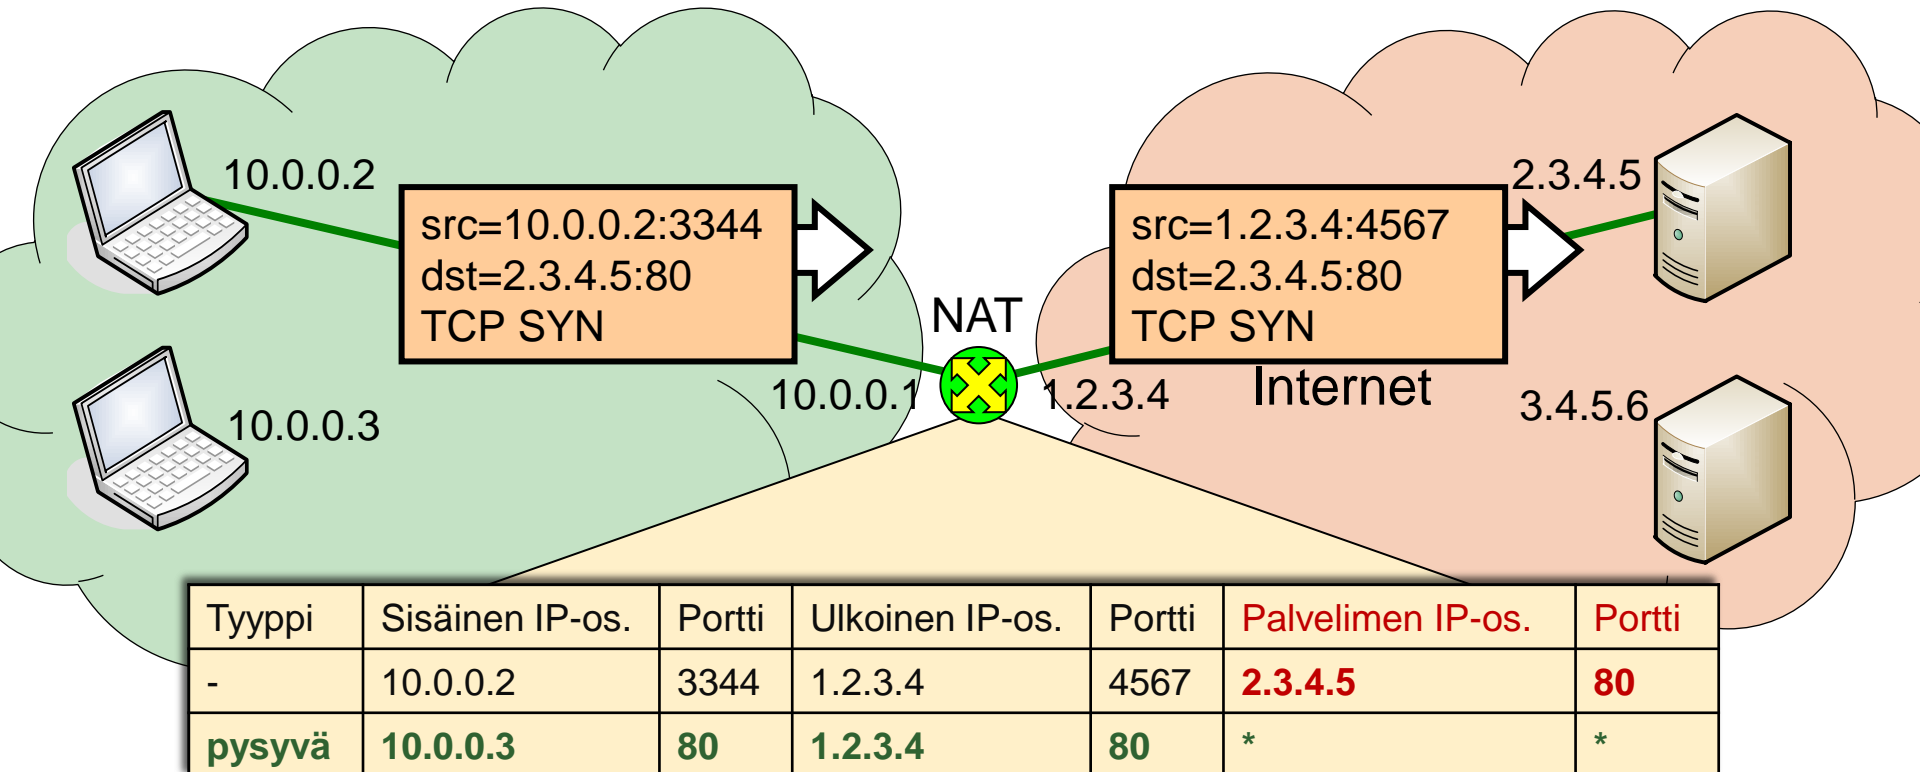 10.0.0.2
src=10.0.0.2:3344
dst=2.3.4.5:80
TCP SYN
src=1.2.3.4:4567
dst=2.3.4.5:80
TCP SYN
2.3.4.5
NAT
10.0.0.1
1.2.3.4
Internet
3.4.5.6
10.0.0.3
Tyyppi Sisäinen IP-os. Portti Ulkoinen IP-os. Portti Palvelimen IP-os. Portti
- 10.0.0.2 3344 1.2.3.4 4567 2.3.4.5 80
pysyvä 10.0.0.3 80 1.2.3.4 80 * *